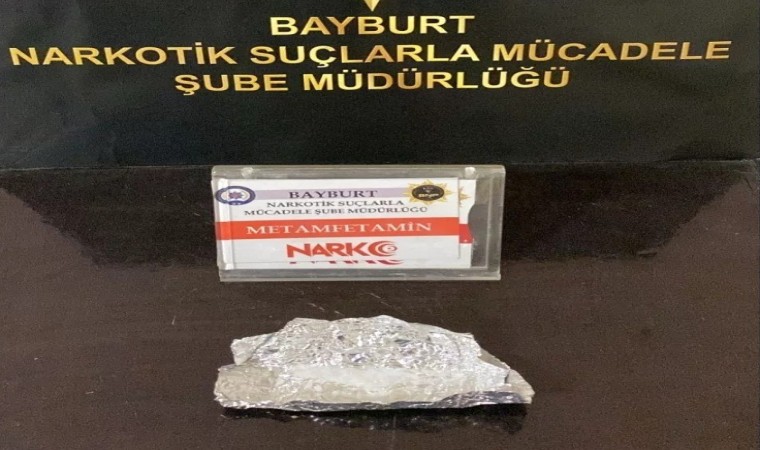 BAYBURT
NARKOTİK SUÇLARLA MÜCADELE
ŞUBE MÜDÜRLÜĞÜ
BAYBURT
NARKOTİK SUÇLARLA
MÜCADELE ŞUBE MÜDÜRLÜĞÜ
METAMFETAMİN
NARKO